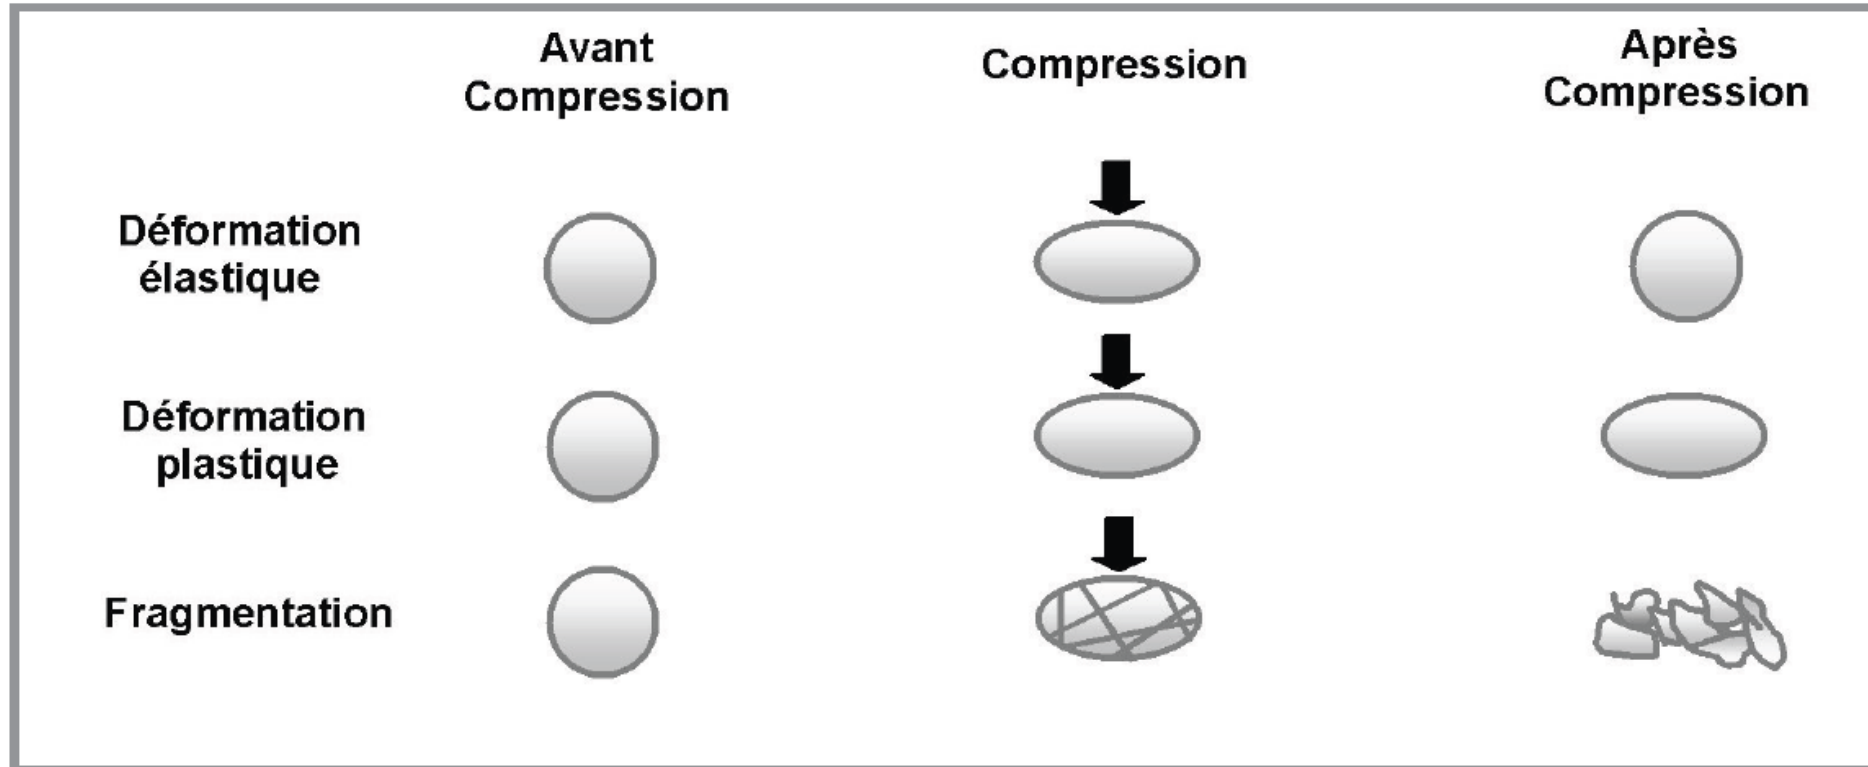 Avant
Compression
Compression
Après
Compression
Déformation
élastique
Déformation
plastique
Fragmentation